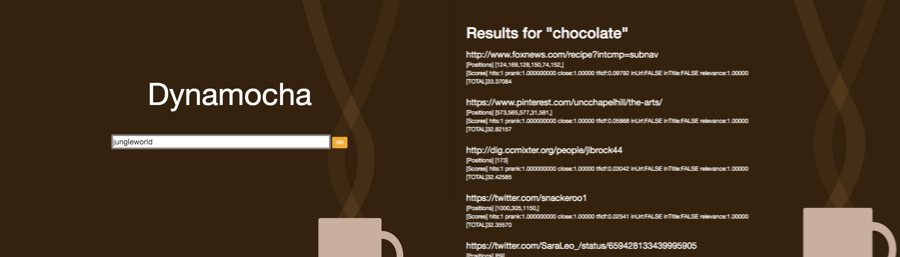 Dynamocha
jungleworld
GO
Results for "chocolate"
http://www.foxnews.com/recipe?intcmp=subnav
[Positions] [124,169,128,150,74,152,]
[Scores] hits:1 prank:1.000000000 close:1.00000 tfidf:0.09792 inUrl:FALSE inTitle:FALSE relevance:1.00000
[TOTAL]33.37084
https://www.pinterest.com/uncchapelhill/the-arts/
[Positions] [573,565,577,31,581,]
[Scores] hits:1 prank:1.000000000 close:1.00000 tfidf:0.05868 inUrl:FALSE inTitle:FALSE relevance:1.00000
[TOTAL]32.82157
http://dig.ccmixter.org/people/jlbrock44
[Positions] [173]
[Scores] hits:1 prank:1.000000000 close:1.00000 tfidf:0.03042 inUrl:FALSE inTitle:FALSE relevance:1.00000
[TOTAL]32.42585
https://twitter.com/snackeroo1
[Positions] [1000,305,1150,]
[Scores] hits:1 prank:1.000000000 close:1.00000 tfidf:0.02541 inUrl:FALSE inTitle:FALSE relevance:1.00000
[TOTAL]32.35570
https://twitter.com/SaraLeo_/status/659428133439995905
[Positions]